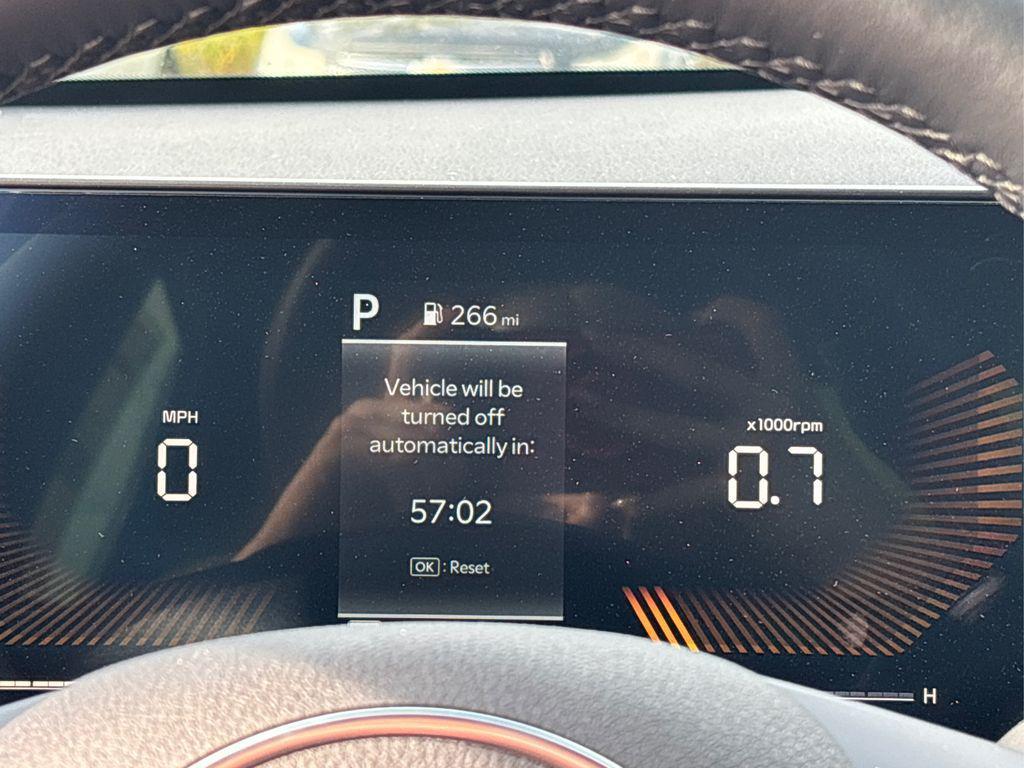 P 266 mi
Vehicle will be
turned off
automatically in:
57:02
OK : Reset
MPH
0
x1000rpm
0.7
H